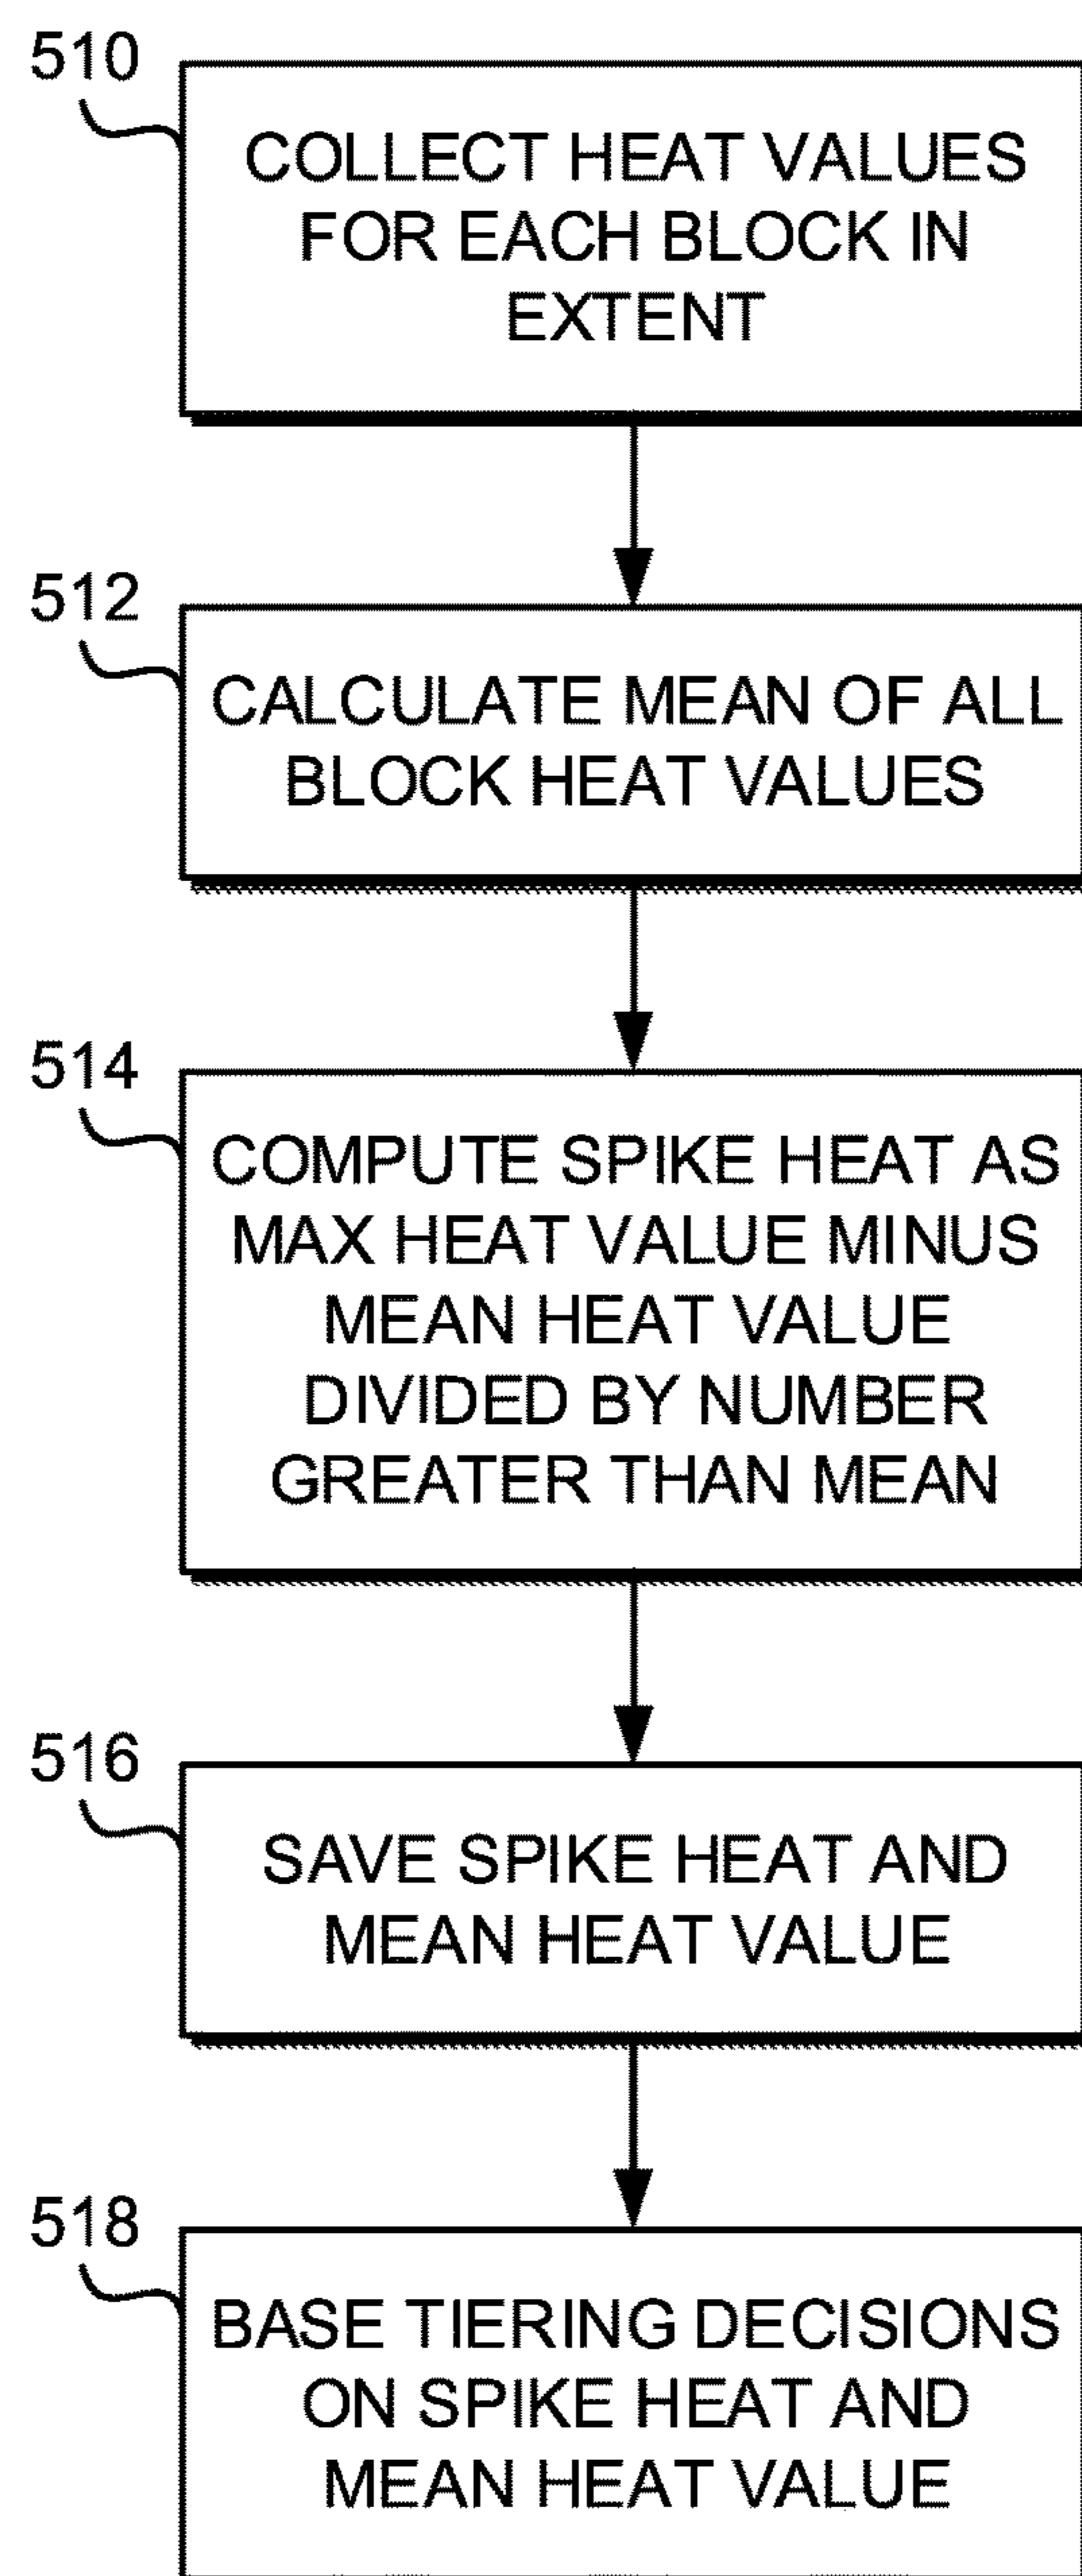 510
COLLECT HEAT VALUES
FOR EACH BLOCK IN
EXTENT
512
CALCULATE MEAN OF ALL
BLOCK HEAT VALUES
514
COMPUTE SPIKE HEAT AS
MAX HEAT VALUE MINUS
MEAN HEAT VALUE
DIVIDED BY NUMBER
GREATER THAN MEAN
516
SAVE SPIKE HEAT AND
MEAN HEAT VALUE
518
BASE TIERING DECISIONS
ON SPIKE HEAT AND
MEAN HEAT VALUE